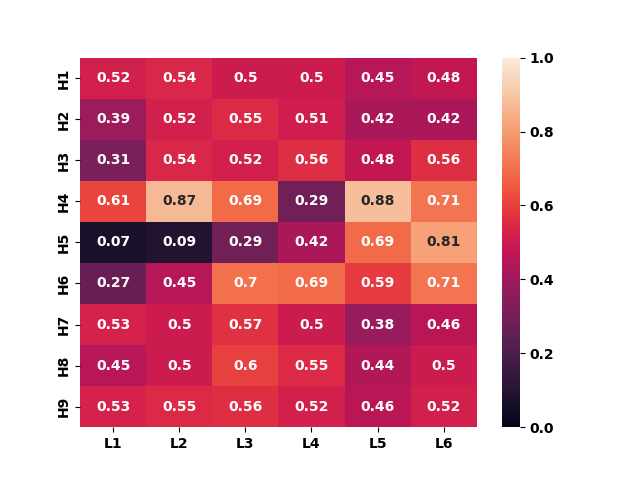 H1 0.52 0.54 0.5 0.5 0.45 0.48
H2 0.39 0.52 0.55 0.51 0.42 0.42
H3 0.31 0.54 0.52 0.56 0.48 0.56
H4 0.61 0.87 0.69 0.29 0.88 0.71
H5 0.07 0.09 0.29 0.42 0.69 0.81
H6 0.27 0.45 0.7 0.69 0.59 0.71
H7 0.53 0.5 0.57 0.5 0.38 0.46
H8 0.45 0.5 0.6 0.55 0.44 0.5
H9 0.53 0.55 0.56 0.52 0.46 0.52
L1 L2 L3 L4 L5 L6
1.0
0.8
0.6
0.4
0.2
0.0